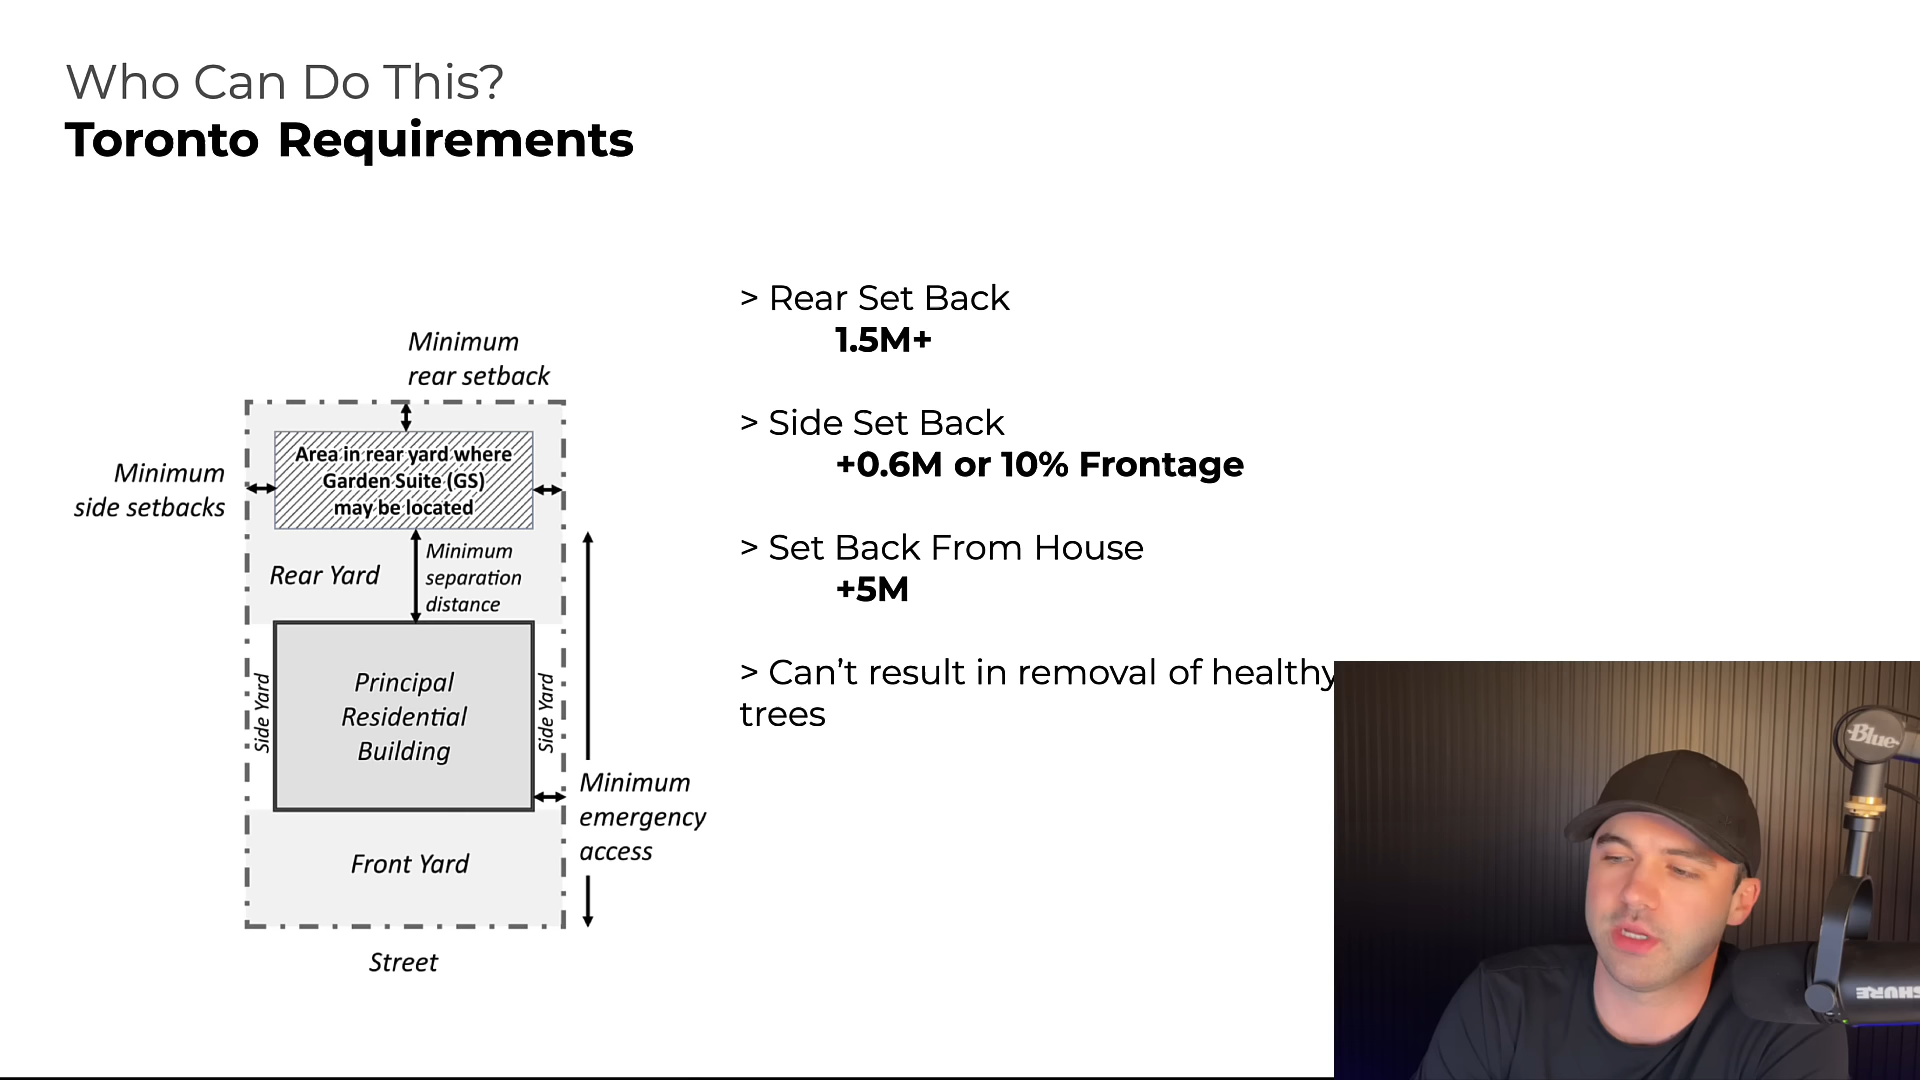 Who Can Do This?
Toronto Requirements
> Rear Set Back
1.5M+
> Side Set Back
+0.6M or 10% Frontage
> Set Back From House
+5M
> Can’t result in removal of healthy
trees
Minimum
rear setback
Minimum
side setbacks
Area in rear yard where
Garden Suite (GS)
may be located
Rear Yard
Minimum
separation
distance
Side Yard
Principal
Residential
Building
Side Yard
Minimum
emergency
access
Front Yard
Street
Blue
SHURE